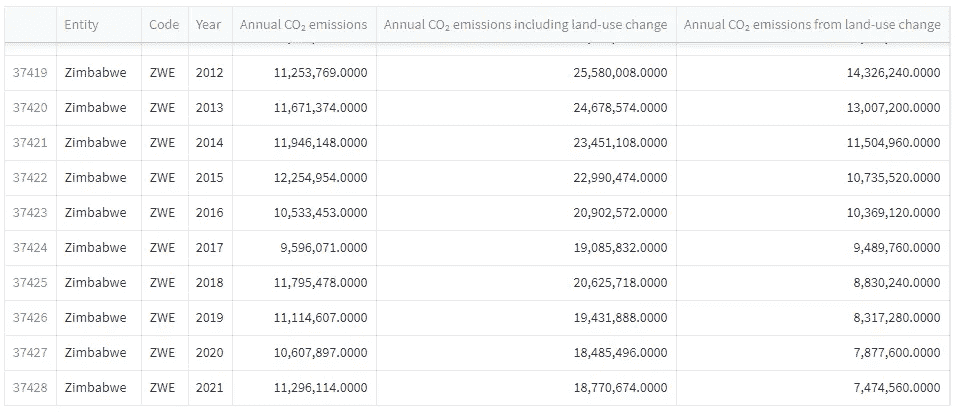 Entity Code Year Annual CO₂ emissions Annual CO₂ emissions including land-use change Annual CO₂ emissions from land-use change
37419 Zimbabwe ZWE 2012 11,253,769.0000 25,580,008.0000 14,326,240.0000
37420 Zimbabwe ZWE 2013 11,671,374.0000 24,678,574.0000 13,007,200.0000
37421 Zimbabwe ZWE 2014 11,946,148.0000 23,451,108.0000 11,504,960.0000
37422 Zimbabwe ZWE 2015 12,254,954.0000 22,990,474.0000 10,735,520.0000
37423 Zimbabwe ZWE 2016 10,533,453.0000 20,902,572.0000 10,369,120.0000
37424 Zimbabwe ZWE 2017 9,596,071.0000 19,085,832.0000 9,489,760.0000
37425 Zimbabwe ZWE 2018 11,795,478.0000 20,625,718.0000 8,830,240.0000
37426 Zimbabwe ZWE 2019 11,114,607.0000 19,431,888.0000 8,317,280.0000
37427 Zimbabwe ZWE 2020 10,607,897.0000 18,485,496.0000 7,877,600.0000
37428 Zimbabwe ZWE 2021 11,296,114.0000 18,770,674.0000 7,474,560.0000